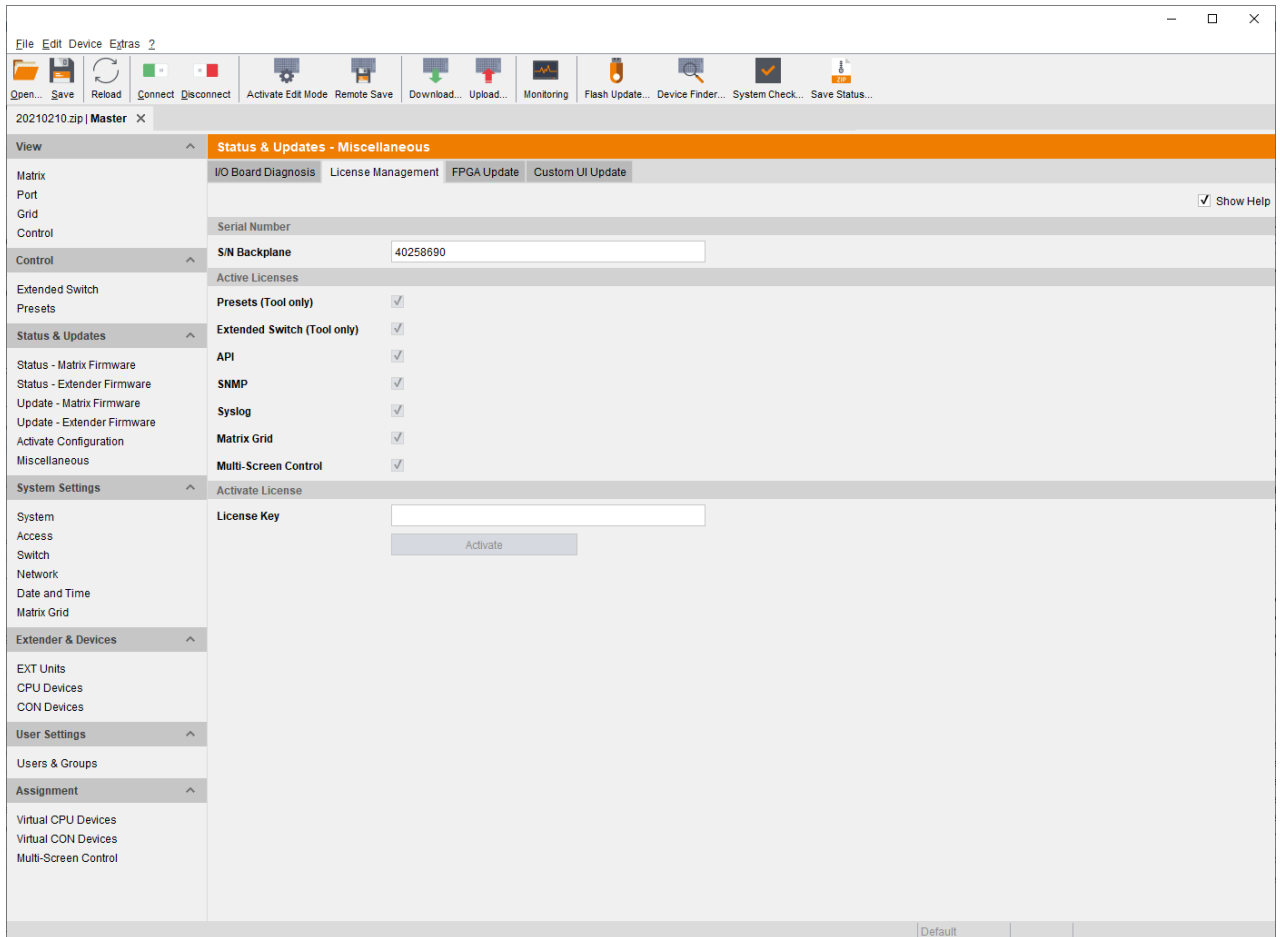 File Edit Device Extras ?
Open... Save Reload Connect Disconnect Activate Edit Mode Remote Save Download... Upload... Monitoring Flash Update... Device Finder... System Check... Save Status...
ZIP
20210210.zip | Master
View
Matrix
Port
Grid
Control
Control
Extended Switch
Presets
Status & Updates
Status - Matrix Firmware
Status - Extender Firmware
Update - Matrix Firmware
Update - Extender Firmware
Activate Configuration
Miscellaneous
System Settings
System
Access
Switch
Network
Date and Time
Matrix Grid
Extender & Devices
EXT Units
CPU Devices
CON Devices
User Settings
Users & Groups
Assignment
Virtual CPU Devices
Virtual CON Devices
Multi-Screen Control
Status & Updates - Miscellaneous
I/O Board Diagnosis License Management FPGA Update Custom UI Update
Show Help
Serial Number
S/N Backplane 40258690
Active Licenses
Presets (Tool only)
Extended Switch (Tool only)
API
SNMP
Syslog
Matrix Grid
Multi-Screen Control
Activate License
License Key
Activate
Default